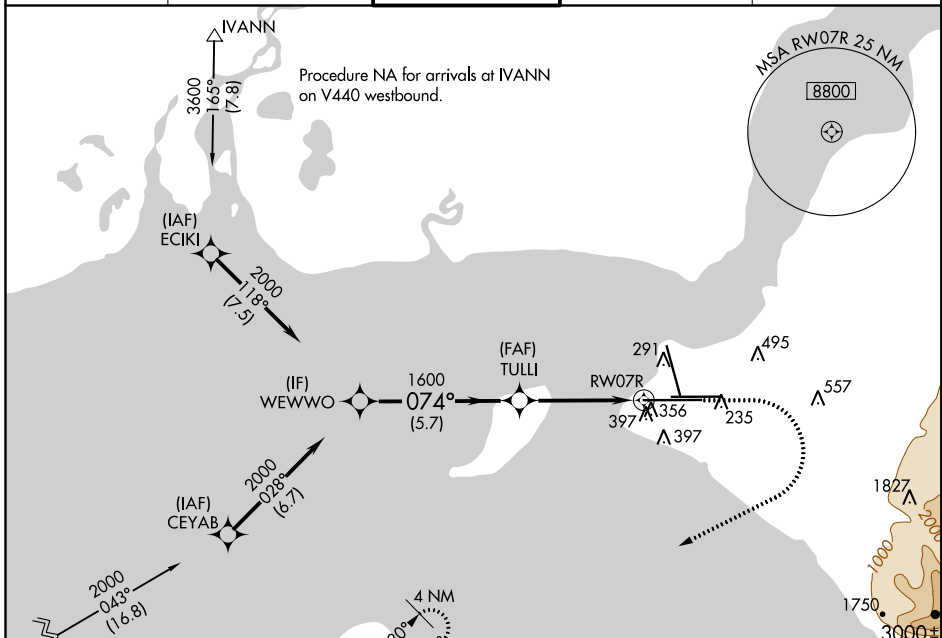 IVANN
3600
165°
(7.8)
Procedure NA for arrivals at IVANN
on V440 westbound.
MSA RW07R 25 NM
8800
(IAF)
ECIKI
2000
118°
(7.5)
(IF)
WEWWO
1600
074°
(5.7)
(FAF)
TULLI
RW07R
291
495
557
356
397
235
397
(IAF)
CEYAB
2000
028°
(6.7)
2000
043°
(16.8)
4 NM
1827
1000
2000
1750
3000±